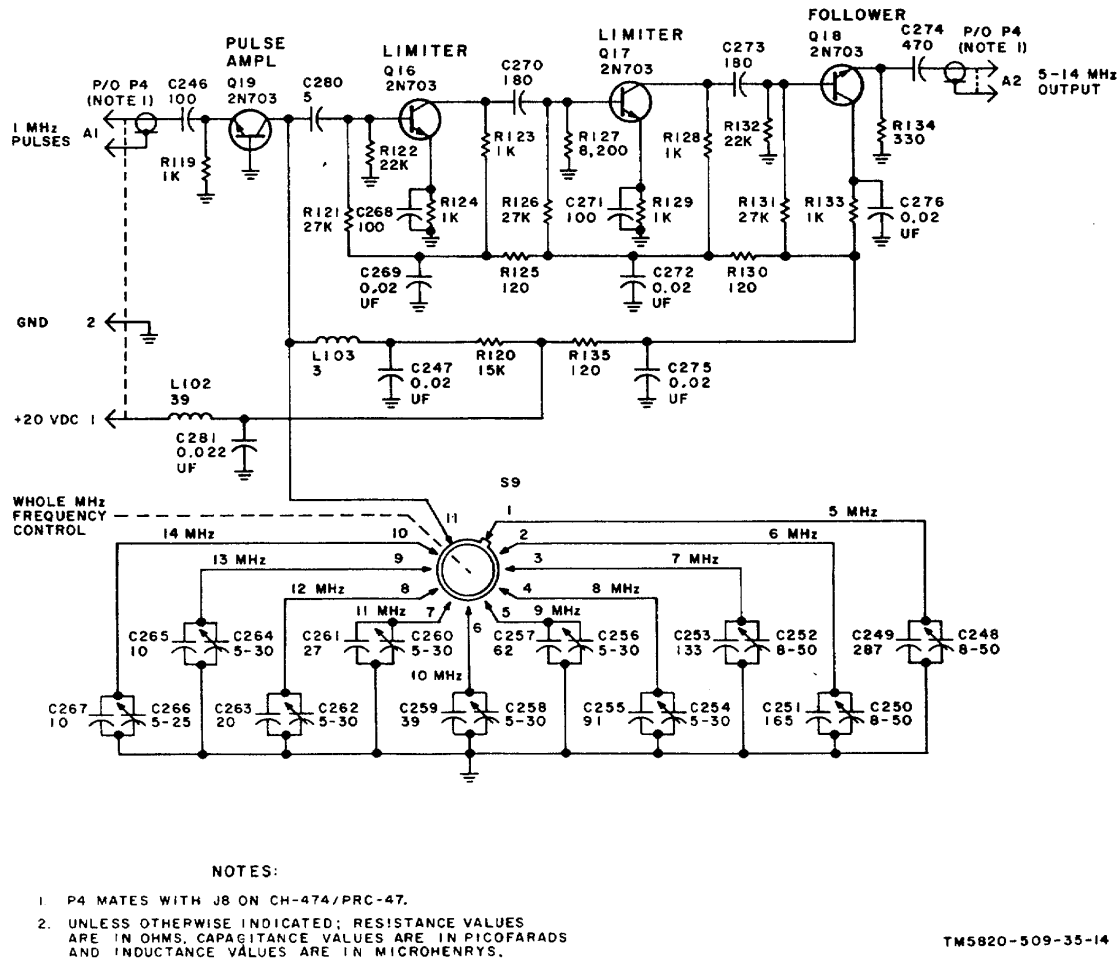 FOLLOWER
Q18
2N703
C274
470
P/O P4
(NOTE 1)
A2
5-14 MHz
OUTPUT
PULSE
AMPL
Q19
2N703
LIMITER
Q16
2N703
C270
180
LIMITER
Q17
2N703
C273
180
P/O P4
(NOTE 1)
C246
100
C280
5
1 MHz
PULSES
A1
R119
1K
R122
22K
R123
1K
R127
8,200
R128
1K
R132
22K
R134
330
R121
27K
C268
100
R124
1K
R126
27K
C271
100
R129
1K
R131
27K
R133
1K
C276
0.02
UF
C269
0.02
UF
R125
120
C272
0.02
UF
R130
120
GND 2
L103
3
C247
0.02
UF
R120
15K
R135
120
C275
0.02
UF
L102
39
+20 VDC 1
C281
0.022
UF
S9
WHOLE MHz
FREQUENCY
CONTROL
11
1
5 MHz
14 MHz
10
2
6 MHz
13 MHz
9
3
7 MHz
12 MHz
8
4
8 MHz
11 MHz
7
6
5
9 MHz
10 MHz
C265
10
C264
5-30
C261
27
C260
5-30
C257
62
C256
5-30
C253
133
C252
8-50
C249
287
C248
8-50
C267
10
C266
5-25
C263
20
C262
5-30
C259
39
C258
5-30
C255
91
C254
5-30
C251
165
C250
8-50
NOTES:
1. P4 MATES WITH J8 ON CH-474/PRC-47.
2. UNLESS OTHERWISE INDICATED; RESISTANCE VALUES
ARE IN OHMS, CAPACITANCE VALUES ARE IN PICOFARADS
AND INDUCTANCE VALUES ARE IN MICROHENRYS.
TM5820-509-35-14